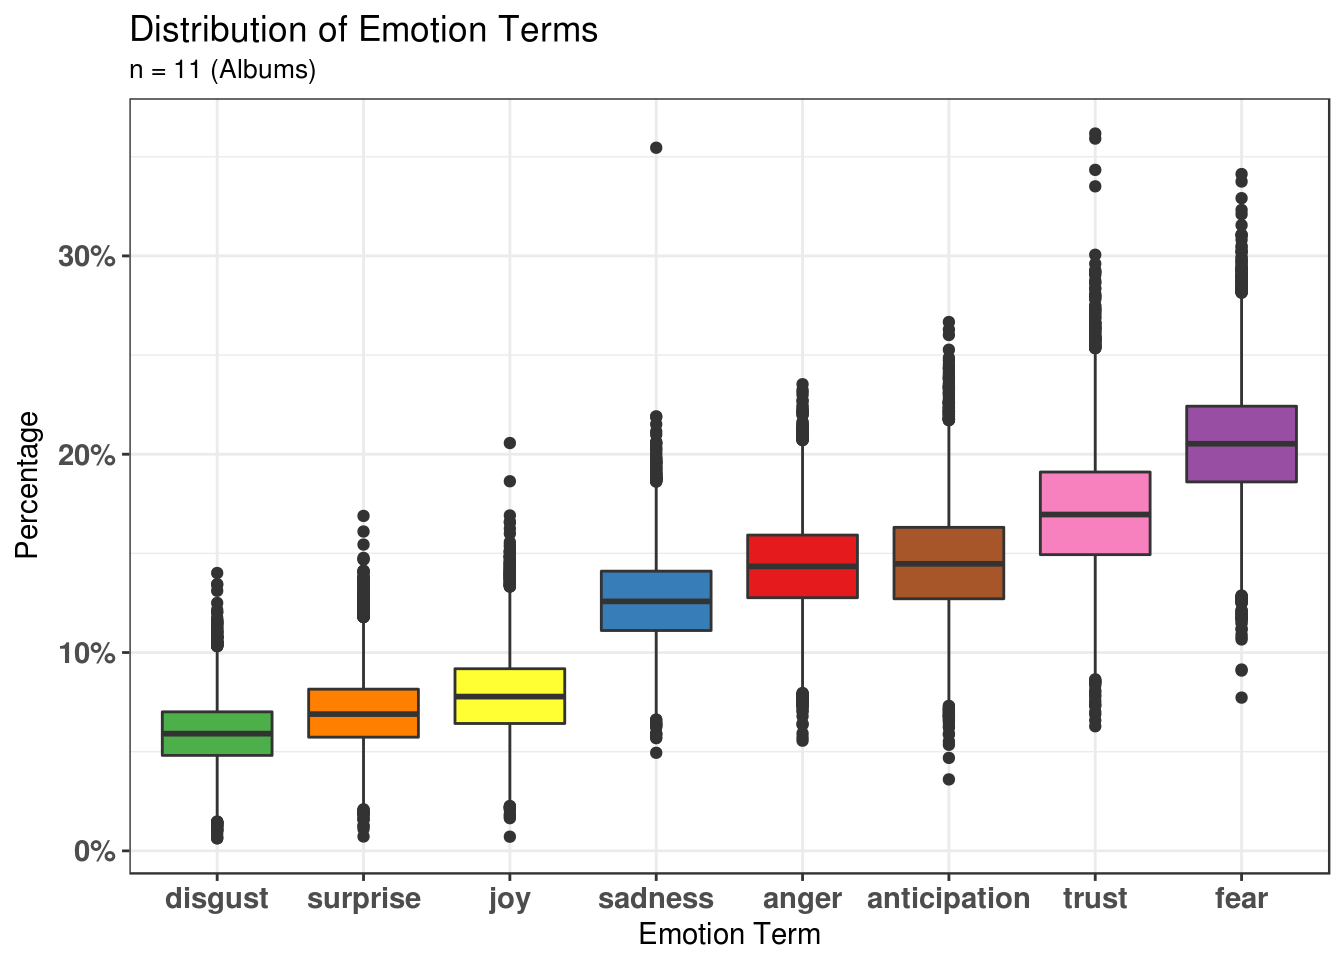 Distribution of Emotion Terms
n = 11 (Albums)
Percentage
30%
20%
10%
0%
disgust surprise joy sadness anger anticipation trust fear
Emotion Term